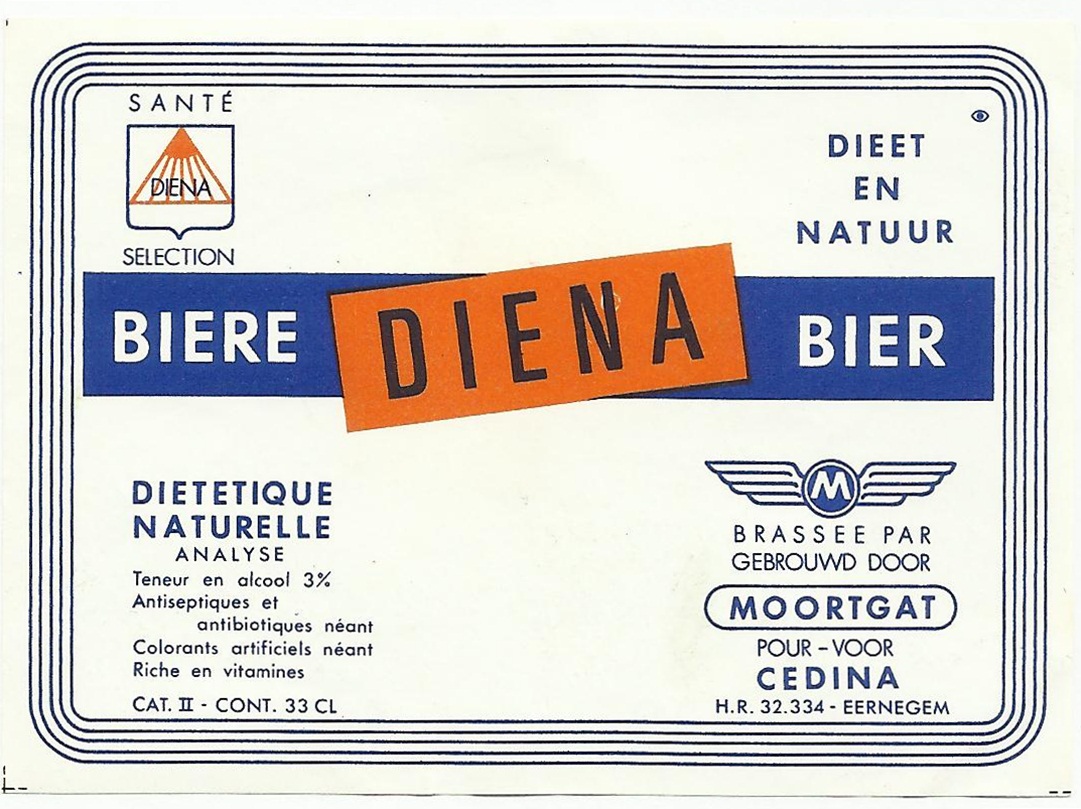 SANTÉ
DIENA
SELECTION
DIEET
EN
NATUUR
BIERE
DIENA
BIER
DIETETIQUE
NATURELLE
ANALYSE
Teneur en alcool 3%
Antiseptiques et
antibiotiques néant
Colorants artificiels néant
Riche en vitamines
CAT. II - CONT. 33 CL
M
BRASSEE PAR
GEBROUWD DOOR
MOORTGAT
POUR - VOOR
CEDINA
H.R. 32.334 - EERNEGEM